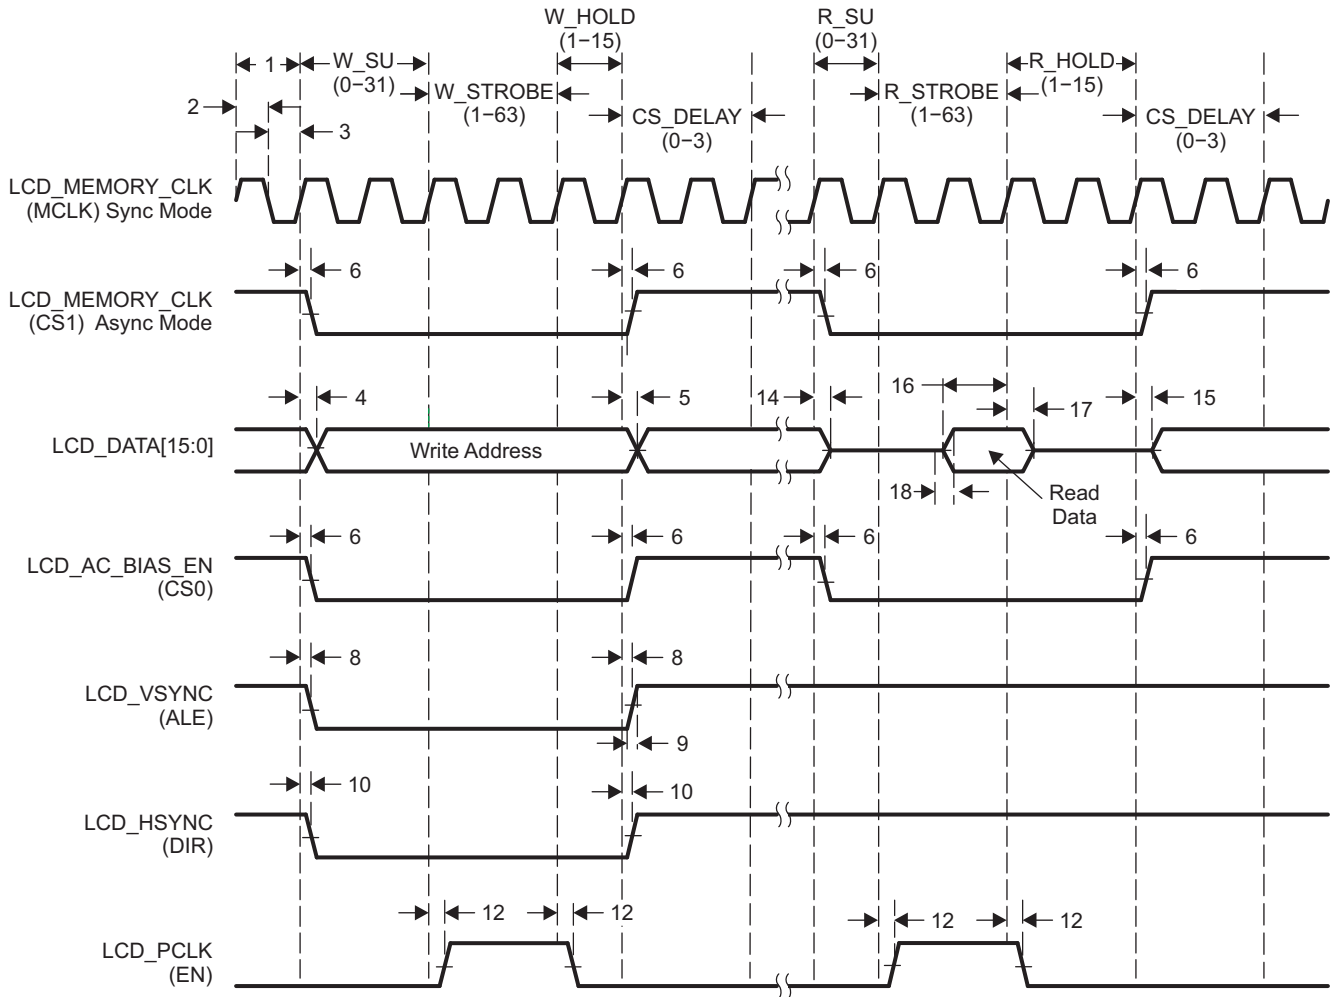 W_HOLD
(1−15)
R_SU
(0−31)
1
W_SU
(0−31)
R_HOLD
(1−15)
2
W_STROBE
(1−63)
R_STROBE
(1−63)
3
CS_DELAY
(0−3)
CS_DELAY
(0−3)
LCD_MEMORY_CLK
(MCLK) Sync Mode
6
6
6
6
LCD_MEMORY_CLK
(CS1) Async Mode
4
5
14
16
17
15
LCD_DATA[15:0]
Write Address
18
Read
Data
6
6
6
6
LCD_AC_BIAS_EN
(CS0)
8
8
LCD_VSYNC
(ALE)
9
10
10
LCD_HSYNC
(DIR)
12
12
12
12
LCD_PCLK
(EN)